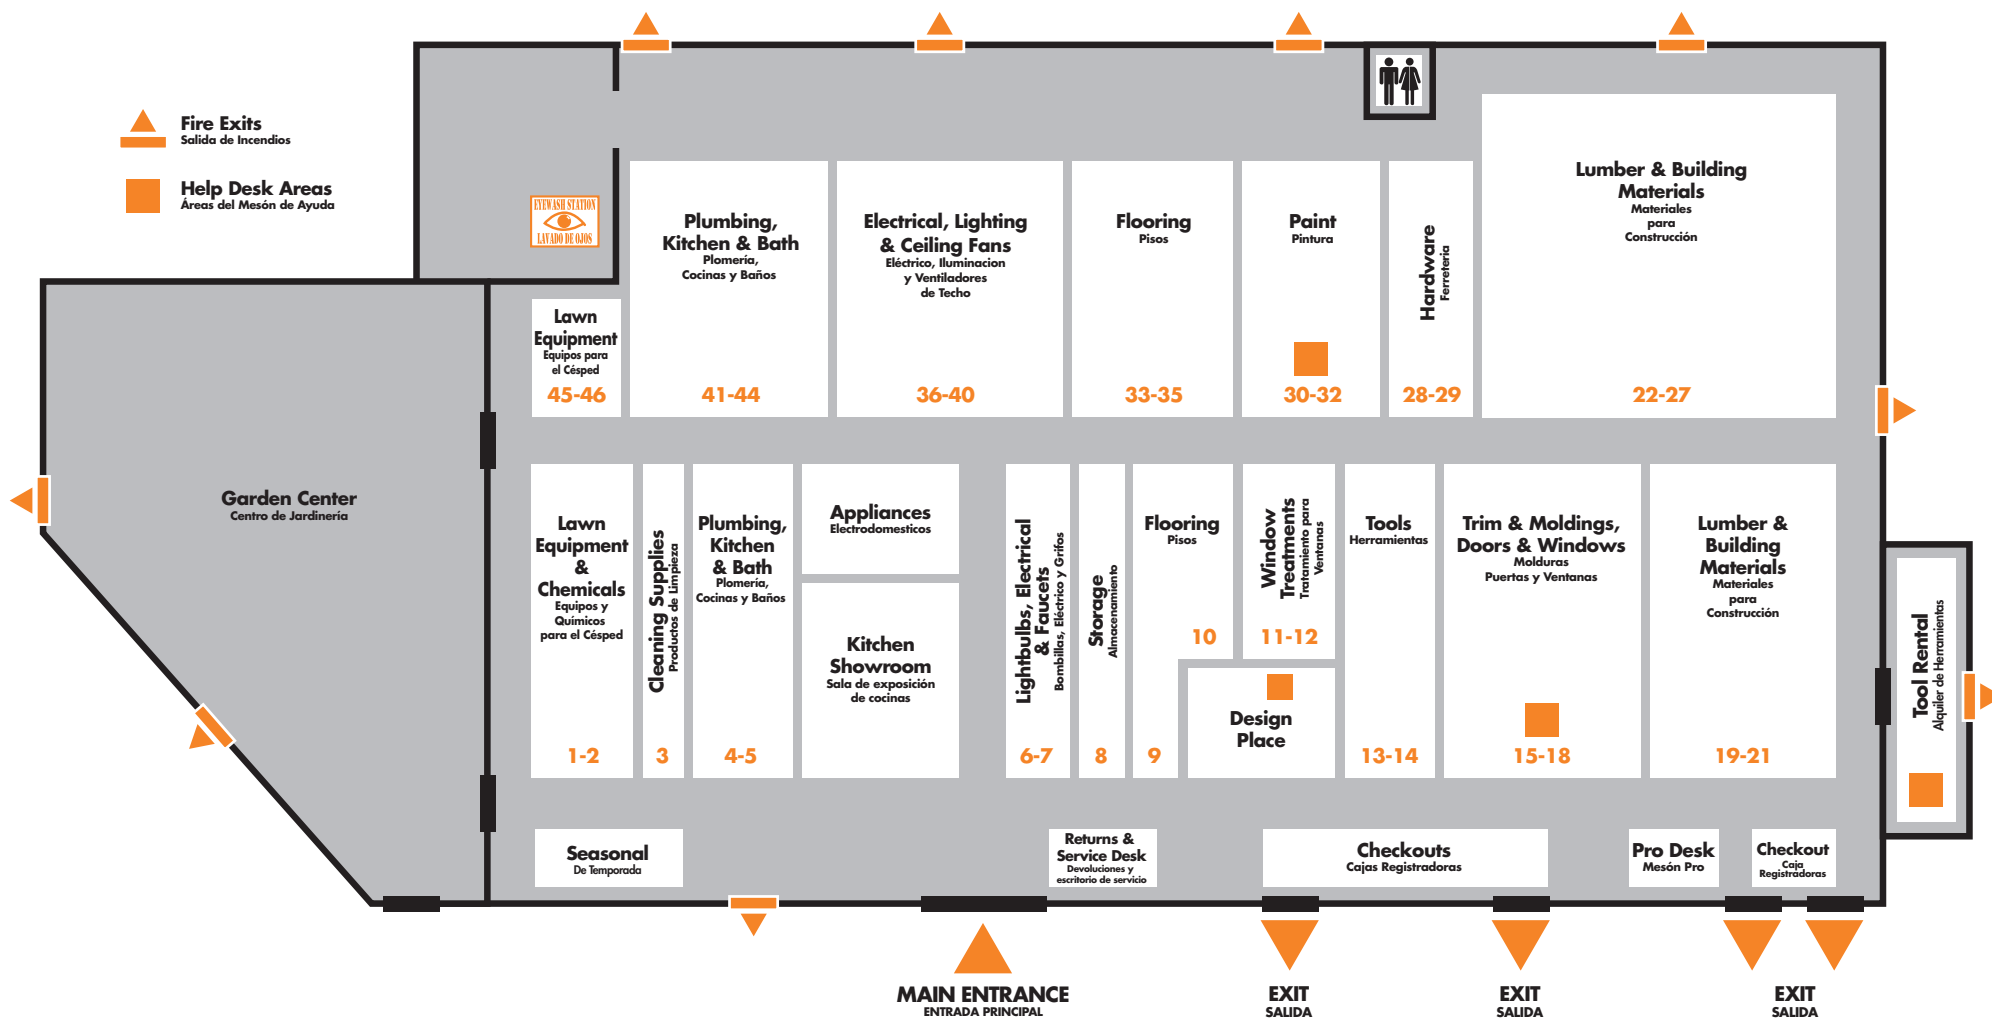 Fire Exits
Salida de Incendios
Help Desk Areas
Áreas del Mesón de Ayuda
EYEWASH STATION
LAVADO DE OJOS
Lawn
Equipment
Equipos para
el Césped
45-46
Plumbing,
Kitchen & Bath
Plomería,
Cocinas y Baños
41-44
Electrical, Lighting
& Ceiling Fans
Eléctrico, Iluminacion
y Ventiladores
de Techo
36-40
Flooring
Pisos
33-35
Paint
Pintura
30-32
Hardware
Ferretería
28-29
Lumber & Building
Materials
Materiales
para
Construcción
22-27
Garden Center
Centro de Jardinería
Lawn
Equipment
&
Chemicals
Equipos y
Químicos
para el Césped
1-2
Cleaning Supplies
Productos de Limpieza
3
Plumbing,
Kitchen
& Bath
Plomería,
Cocinas y Baños
4-5
Appliances
Electrodomesticos
Kitchen
Showroom
Sala de exposición
de cocinas
Lightbulbs, Electrical
& Faucets
Bombillas, Eléctrico y Grifos
6-7
Storage
Almacenamiento
8
Flooring
Pisos
10
9
Window
Treatments
Tratamiento para
Ventanas
11-12
Design
Place
Tools
Herramientas
13-14
Trim & Moldings,
Doors & Windows
Molduras
Puertas y Ventanas
15-18
Lumber &
Building
Materials
Materiales
para
Construcción
19-21
Tool Rental
Alquiler de Herramientas
Seasonal
De Temporada
Returns &
Service Desk
Devoluciones y
escritorio de servicio
Checkouts
Cajas Registradoras
Pro Desk
Mesón Pro
Checkout
Caja
Registradoras
MAIN ENTRANCE
ENTRADA PRINCIPAL
EXIT
SALIDA
EXIT
SALIDA
EXIT
SALIDA